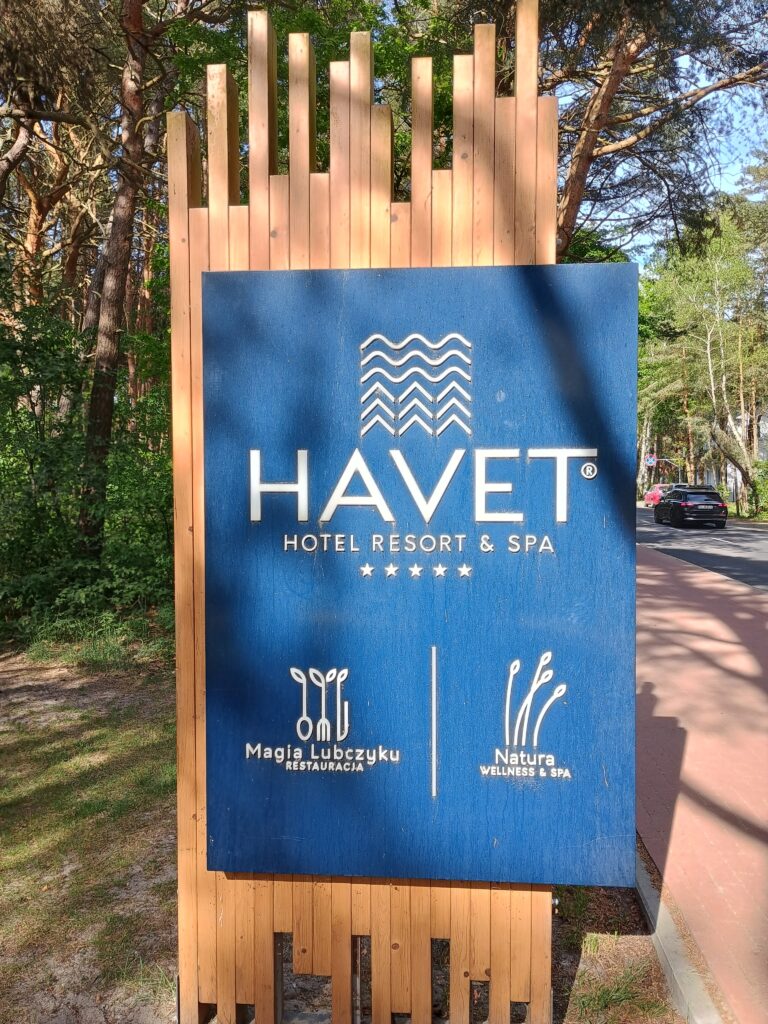 HAVET®
HOTEL RESORT & SPA
Magia Lubczyku
RESTAURACJA
Natura
WELLNESS & SPA